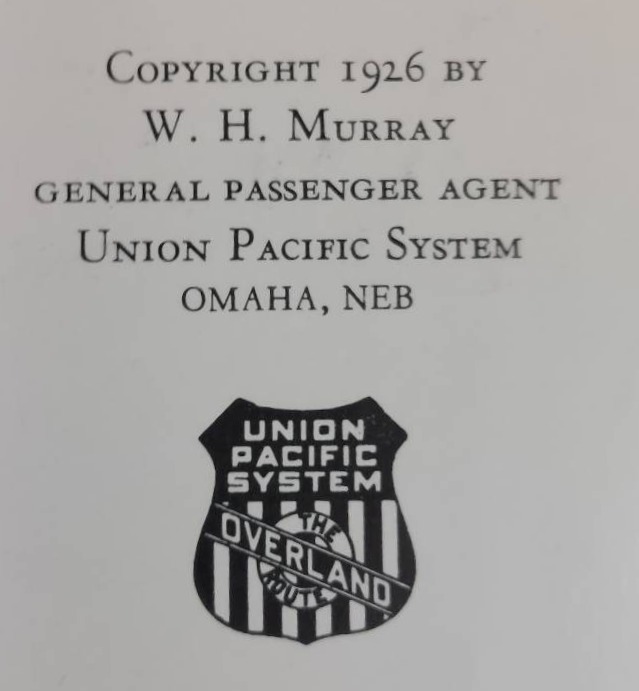 COPYRIGHT 1926 BY
W. H. MURRAY
GENERAL PASSENGER AGENT
UNION PACIFIC SYSTEM
OMAHA, NEB
UNION
PACIFIC
SYSTEM
THE
OVERLAND
ROUTE